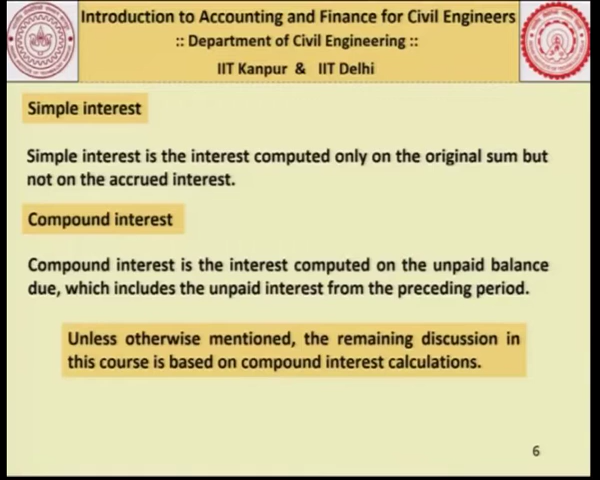 Introduction to Accounting and Finance for Civil Engineers
:: Department of Civil Engineering ::
IIT Kanpur & IIT Delhi
Simple interest
Simple interest is the interest computed only on the original sum but
not on the accrued interest.
Compound interest
Compound interest is the interest computed on the unpaid balance
due, which includes the unpaid interest from the preceding period.
Unless otherwise mentioned, the remaining discussion in
this course is based on compound interest calculations.
6